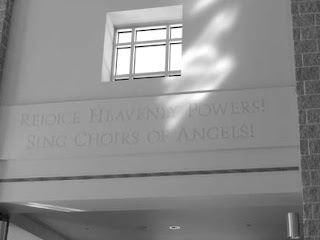 Rejoice Heavenly Powers!
Sing Choirs of Angels!